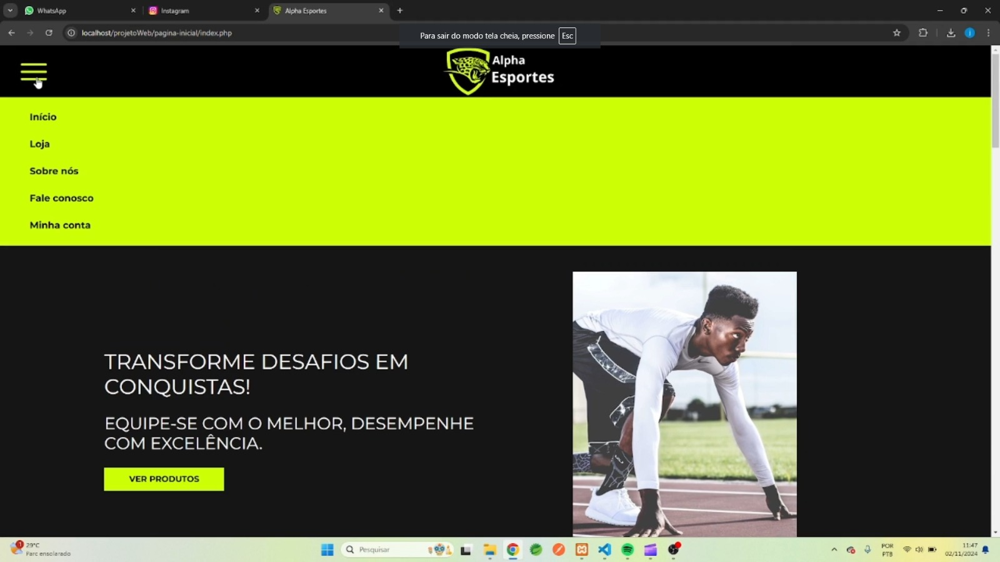 WhatsApp
Instagram
Alpha Esportes
localhost/projetoWeb/pagina-inicial/index.php
Para sair do modo tela cheia, pressione Esc
Alpha
Esportes
Início
Loja
Sobre nós
Fale conosco
Minha conta
TRANSFORME DESAFIOS EM
CONQUISTAS!
EQUIPE-SE COM O MELHOR, DESEMPENHE
COM EXCELÊNCIA.
VER PRODUTOS
1
29°C
Parc ensolarado
Pesquisar
POR
PTB
11:47
02/11/2024